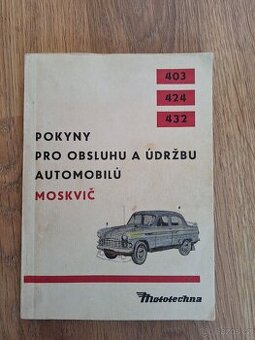 403
424
432
POKYNY
PRO OBSLUHU A ÚDRŽBU
AUTOMOBILŮ
MOSKVIČ
Mototechna